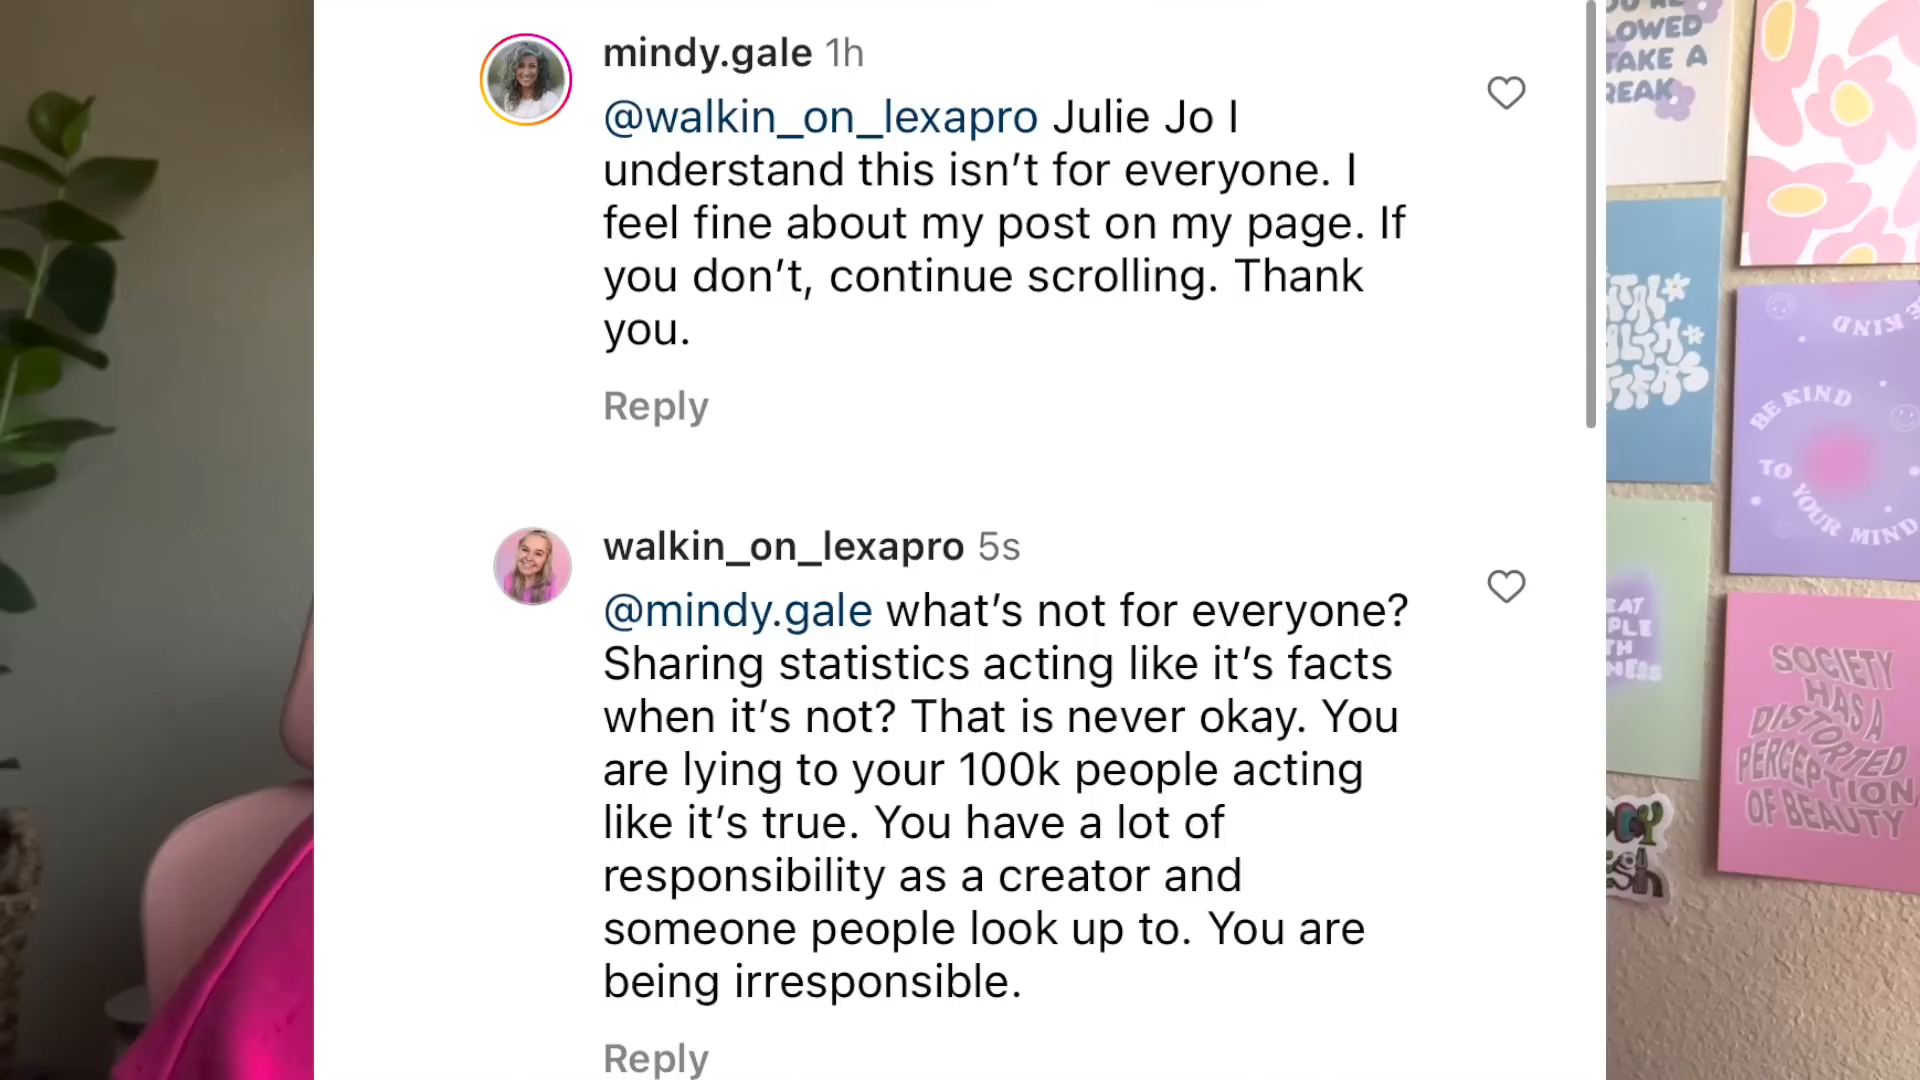 mindy.gale 1h
@walkin_on_lexapro Julie Jo I
understand this isn't for everyone. I
feel fine about my post on my page. If
you don't, continue scrolling. Thank
you.
Reply
walkin_on_lexapro 5s
@mindy.gale what's not for everyone?
Sharing statistics acting like it's facts
when it's not? That is never okay. You
are lying to your 100k people acting
like it's true. You have a lot of
responsibility as a creator and
someone people look up to. You are
being irresponsible.
Reply
TAKE A
BE KIND
BE KIND
TO YOUR MIND
SOCIETY
HAS A
DISTORTED
PERCEPTION
OF BEAUTY